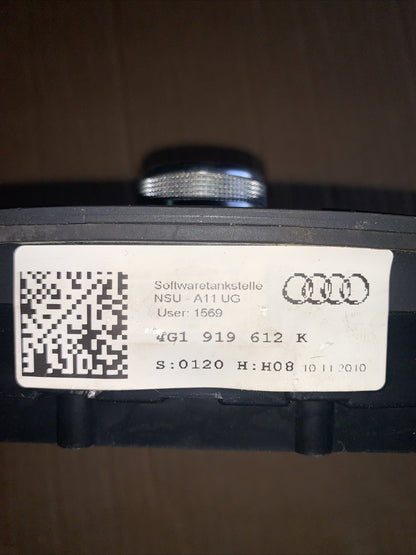 Softwaretankstelle
NSU - A11 UG
User: 1569
4G1 919 612 K
S:0120 H:H08 10.11.2010